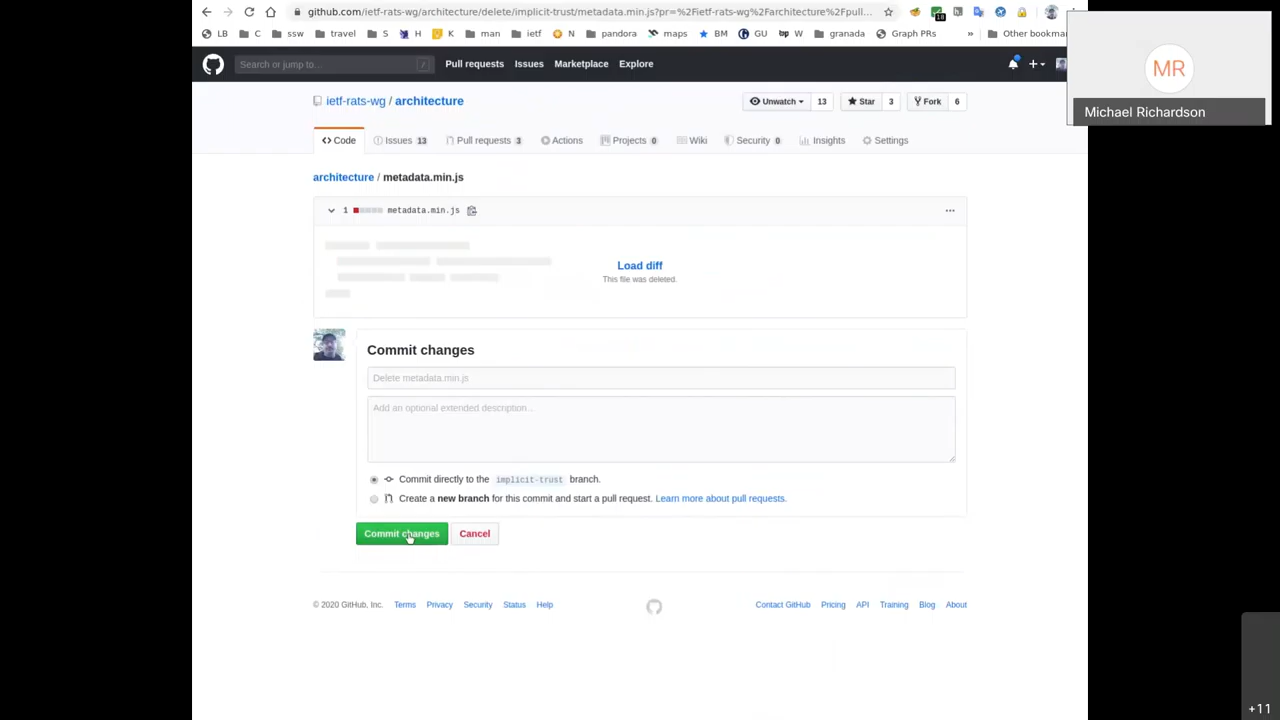 github.com/ietf-rats-wg/architecture/delete/implicit-trust/metadata.min.js?pr=%2Fietf-rats-wg%2Farchitecture%2Fpull...
18
LB C ssw travel S H K man ietf N pandora maps BM GU W granada Graph PRs » Other bookmar
Search or jump to... /
Pull requests Issues Marketplace Explore
MR
Michael Richardson
ietf-rats-wg / architecture
Unwatch 13 Star 3 Fork 6
Code Issues 13 Pull requests 3 Actions Projects 0 Wiki Security 0 Insights Settings
architecture / metadata.min.js
1 metadata.min.js ...
Load diff
This file was deleted.
Commit changes
Delete metadata.min.js
Add an optional extended description...
Commit directly to the implicit-trust branch.
Create a new branch for this commit and start a pull request. Learn more about pull requests.
Commit changes Cancel
© 2020 GitHub, Inc. Terms Privacy Security Status Help Contact GitHub Pricing API Training Blog About
+11